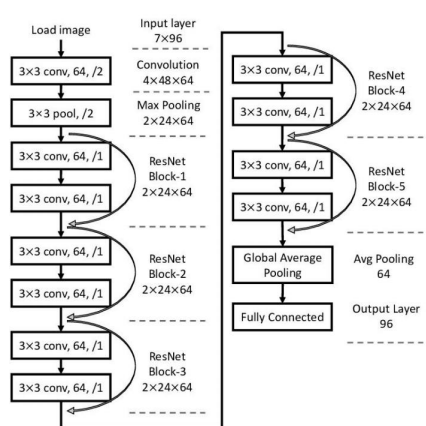 Load image
Input layer
7×96
3×3 conv, 64, /2
Convolution
4×48×64
3×3 pool, /2
Max Pooling
2×24×64
3×3 conv, 64, /1
3×3 conv, 64, /1
ResNet
Block-1
2×24×64
3×3 conv, 64, /1
3×3 conv, 64, /1
ResNet
Block-2
2×24×64
3×3 conv, 64, /1
3×3 conv, 64, /1
ResNet
Block-3
2×24×64
3×3 conv, 64, /1
3×3 conv, 64, /1
ResNet
Block-4
2×24×64
3×3 conv, 64, /1
3×3 conv, 64, /1
ResNet
Block-5
2×24×64
Global Average
Pooling
Avg Pooling
64
Fully Connected
Output Layer
96